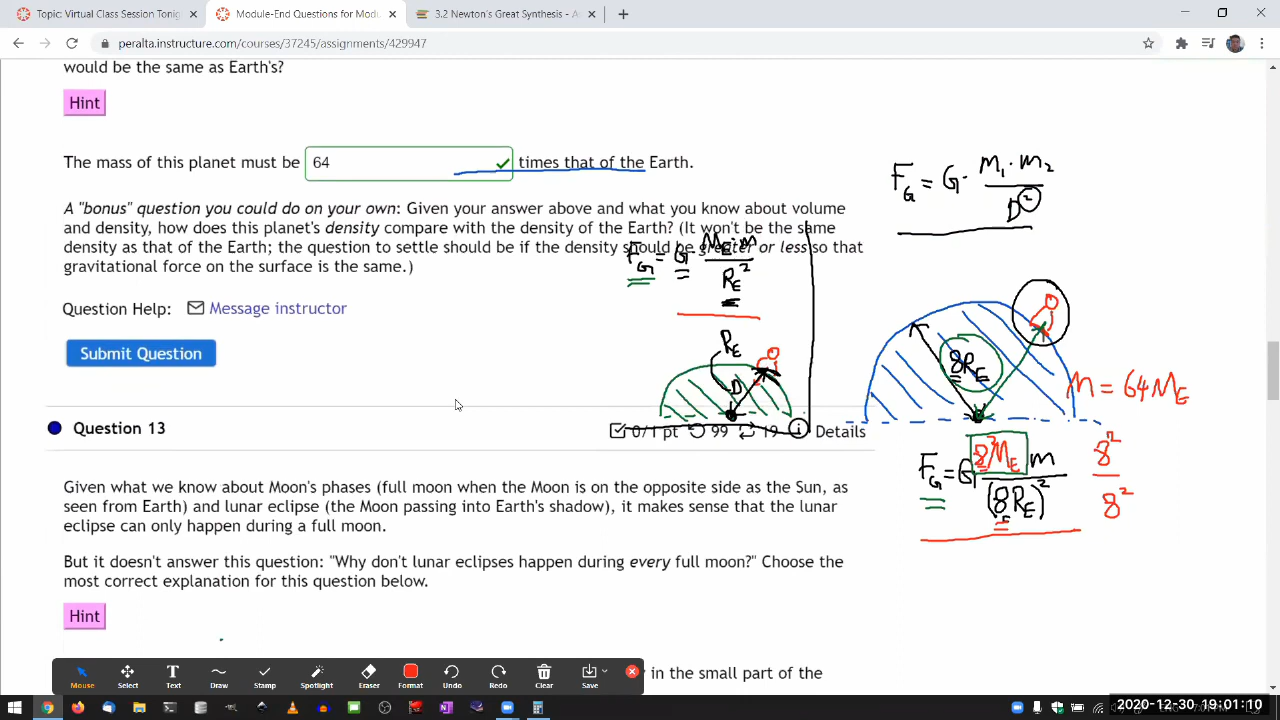 Topic: Virtual Class Session Tonig
Module-End Questions for Modu
3.2 Newton's Great Synthesis - A
peralta.instructure.com/courses/37245/assignments/429947
would be the same as Earth's?
Hint
The mass of this planet must be 64 times that of the Earth.
A "bonus" question you could do on your own: Given your answer above and what you know about volume
and density, how does this planet's density compare with the density of the Earth? (It won't be the same
density as that of the Earth; the question to settle should be if the density should be greater or less so that
gravitational force on the surface is the same.)
F_G = G · M_1 · M_2 / D^2
F_G = G · M_E · m / R_E^2
R_E
D
8R_E
M = 64M_E
F_G = G 8^2 M_E m / (8R_E)^2
8^2 / 8^2
Question Help: Message instructor
Submit Question
Question 13
0/1 pt 99 19 Details
Given what we know about Moon's phases (full moon when the Moon is on the opposite side as the Sun, as
seen from Earth) and lunar eclipse (the Moon passing into Earth's shadow), it makes sense that the lunar
eclipse can only happen during a full moon.
But it doesn't answer this question: "Why don't lunar eclipses happen during every full moon?" Choose the
most correct explanation for this question below.
Hint
in the small part of the
Mouse Select Text Draw Stamp Spotlight Eraser Format Undo Redo Clear Save
2020-12-30 19:01:10